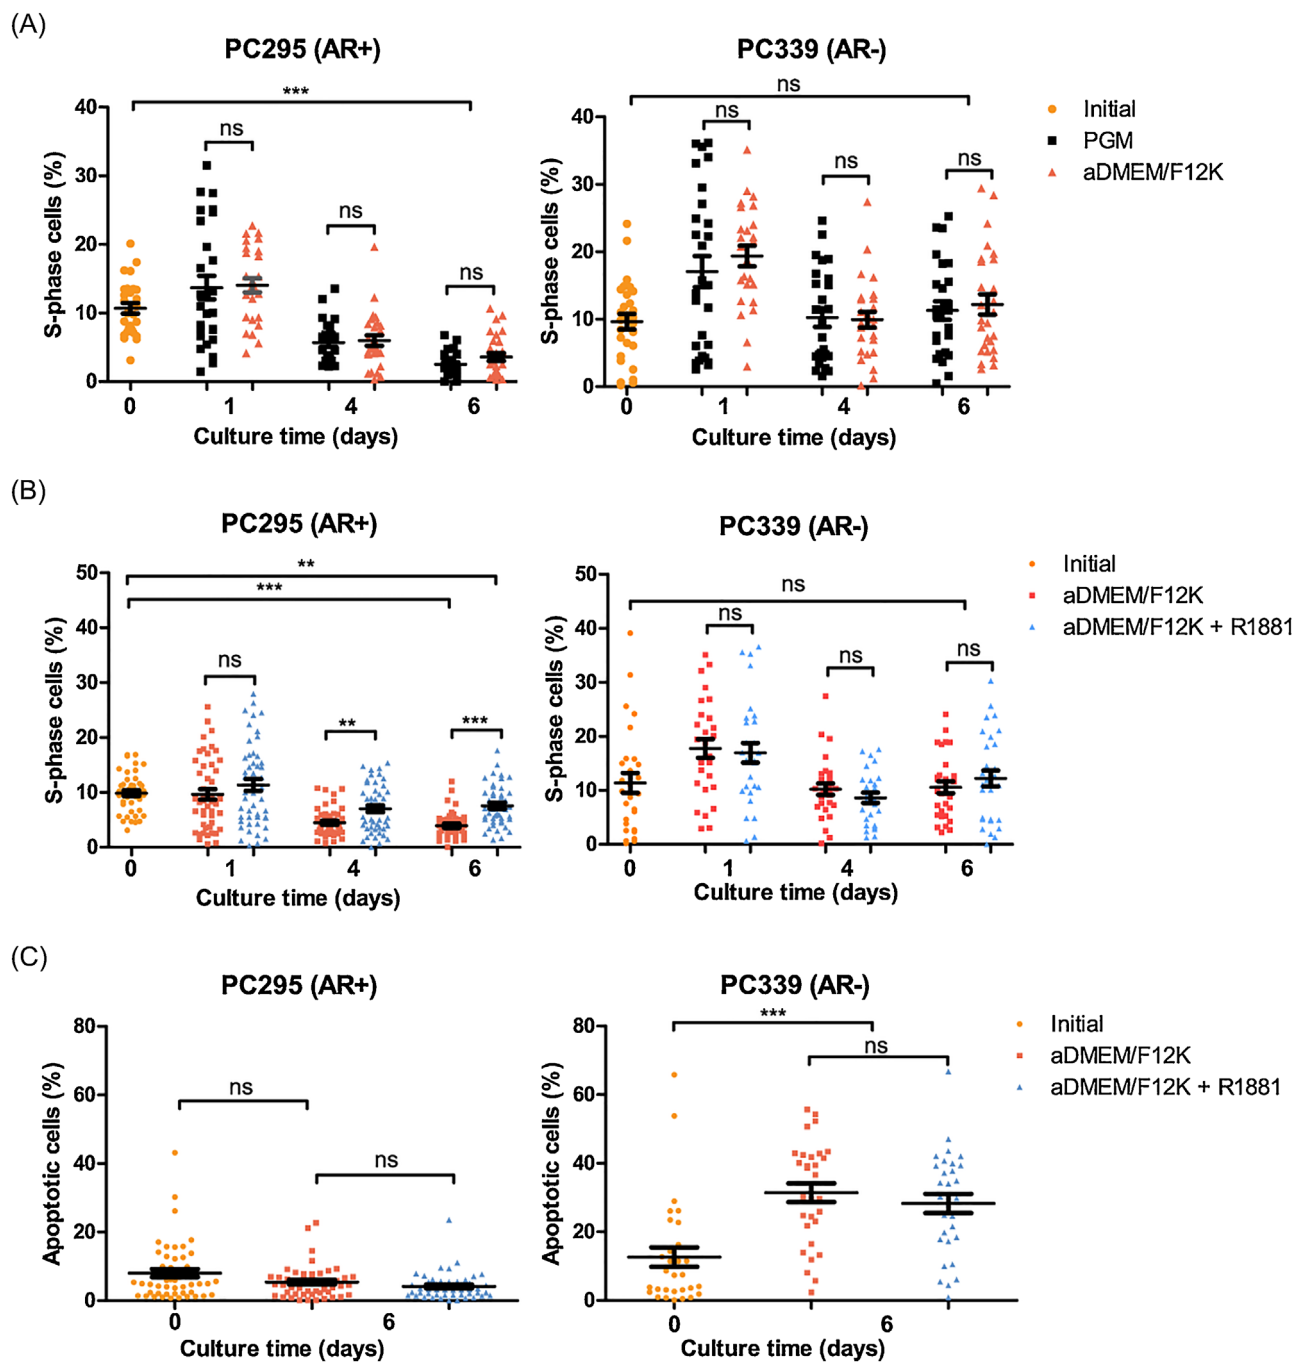 (A)
PC295 (AR+)
PC339 (AR-)
***
ns
ns
ns
ns
ns
ns
ns
S-phase cells (%)
40
30
20
10
0
0
1
4
6
Culture time (days)
S-phase cells (%)
40
30
20
10
0
0
1
4
6
Culture time (days)
Initial
PGM
aDMEM/F12K
(B)
PC295 (AR+)
PC339 (AR-)
**
***
ns
**
***
ns
ns
ns
ns
S-phase cells (%)
50
40
30
20
10
0
0
1
4
6
Culture time (days)
S-phase cells (%)
50
40
30
20
10
0
0
1
4
6
Culture time (days)
Initial
aDMEM/F12K
aDMEM/F12K + R1881
(C)
PC295 (AR+)
PC339 (AR-)
ns
ns
***
ns
Apoptotic cells (%)
80
60
40
20
0
0
6
Culture time (days)
Apoptotic cells (%)
80
60
40
20
0
0
6
Culture time (days)
Initial
aDMEM/F12K
aDMEM/F12K + R1881